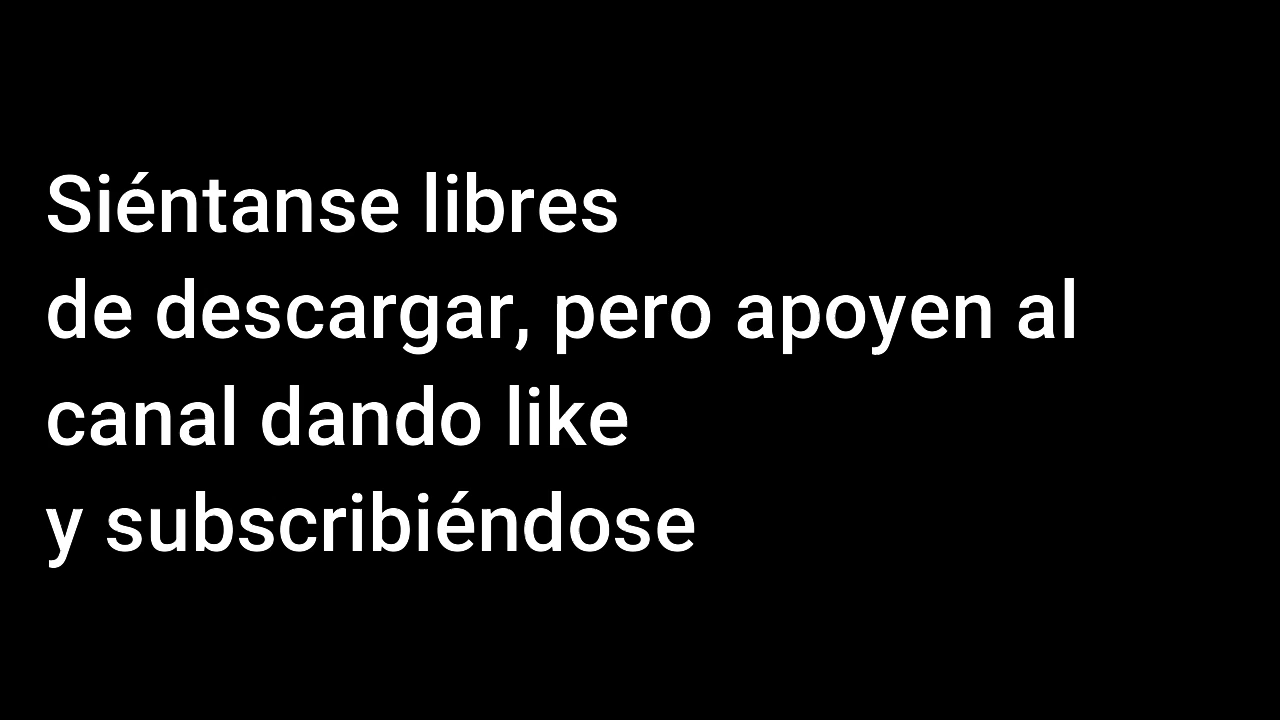 Siéntanse libres
de descargar, pero apoyen al
canal dando like
y subscribiéndose